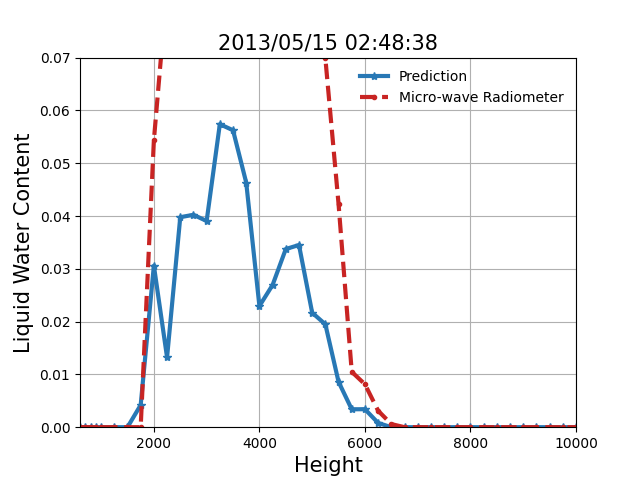 2013/05/15 02:48:38
Prediction
Micro-wave Radiometer
Liquid Water Content
0.07
0.06
0.05
0.04
0.03
0.02
0.01
0.00
2000 4000 6000 8000 10000
Height